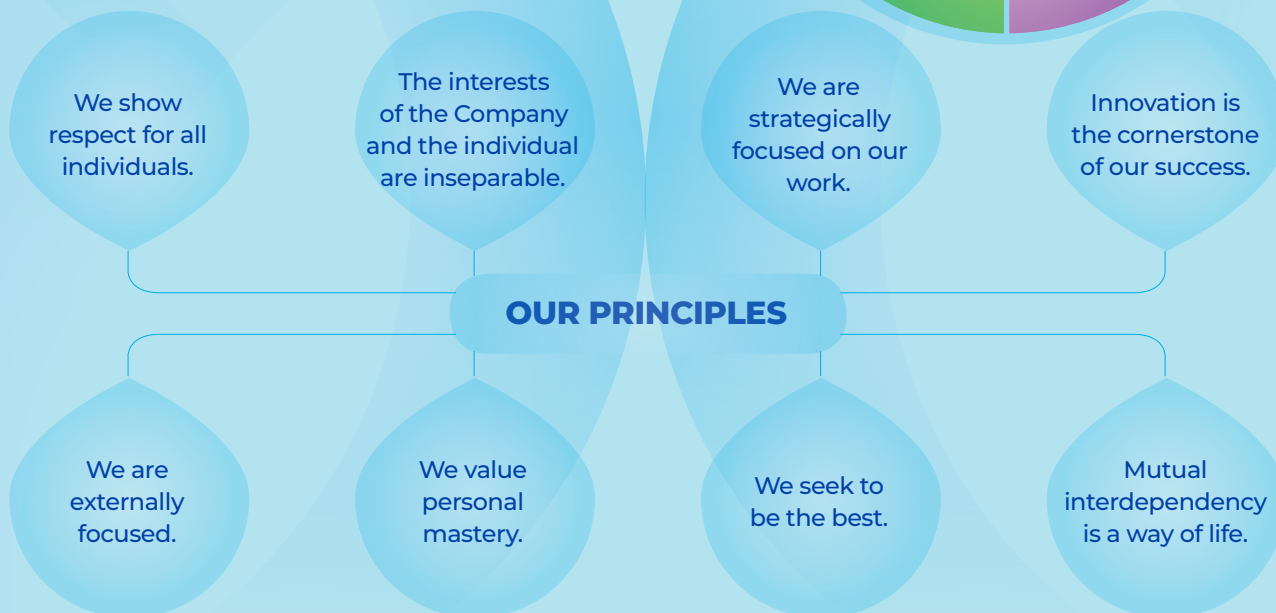 We show
respect for all
individuals.
The interests
of the Company
and the individual
are inseparable.
We are
strategically
focused on our
work.
Innovation is
the cornerstone
of our success.
OUR PRINCIPLES
We are
externally
focused.
We value
personal
mastery.
We seek to
be the best.
Mutual
interdependency
is a way of life.